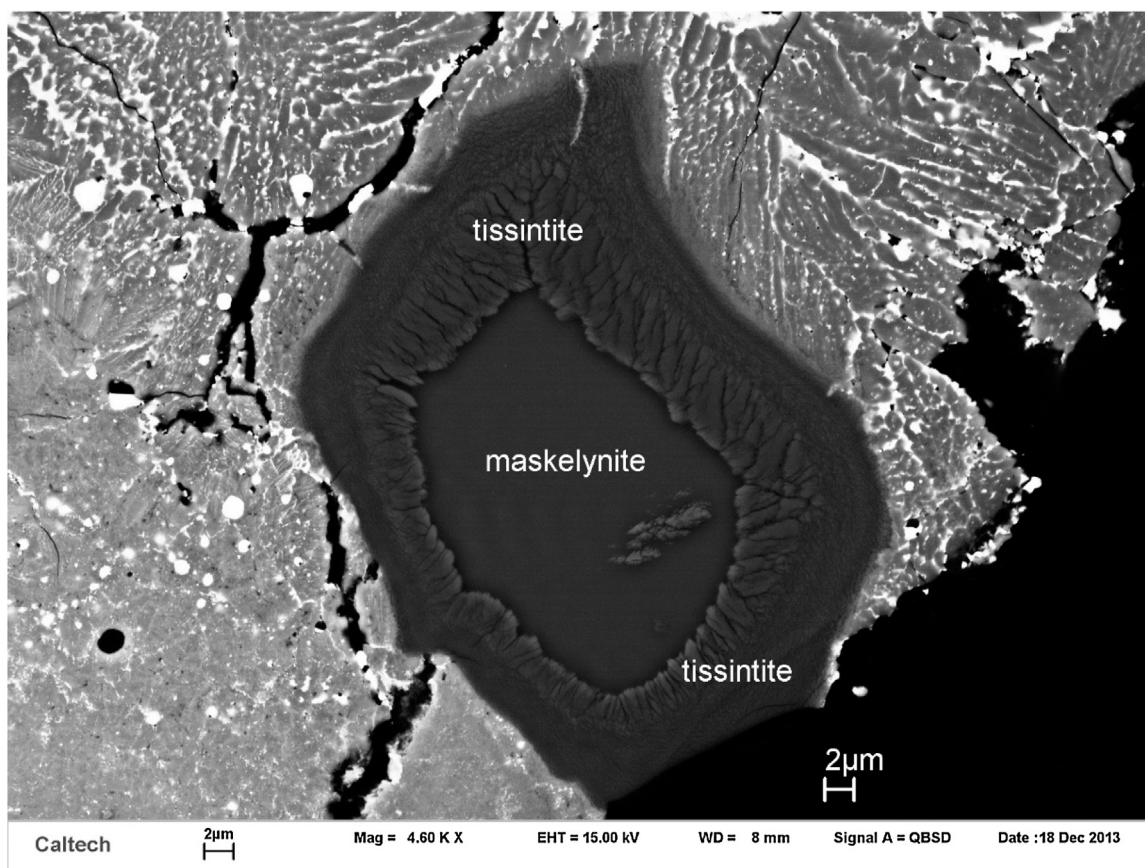 tissintite
maskelynite
tissintite
2µm
Caltech
2µm
Mag = 4.60 K X
EHT = 15.00 kV
WD = 8 mm
Signal A = QBSD
Date :18 Dec 2013